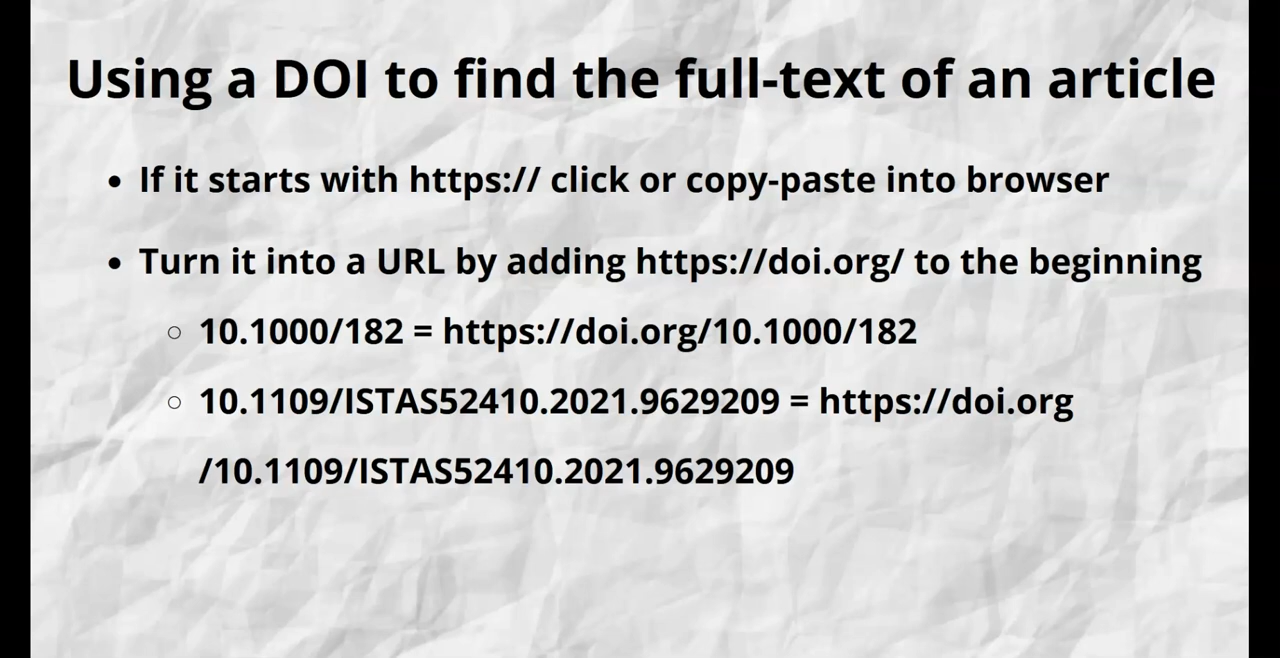 Using a DOI to find the full-text of an article
• If it starts with https:// click or copy-paste into browser
• Turn it into a URL by adding https://doi.org/ to the beginning
○ 10.1000/182 = https://doi.org/10.1000/182
○ 10.1109/ISTAS52410.2021.9629209 = https://doi.org
/10.1109/ISTAS52410.2021.9629209